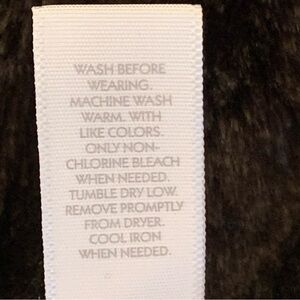 WASH BEFORE
WEARING.
MACHINE WASH
WARM. WITH
LIKE COLORS.
ONLY NON-
CHLORINE BLEACH
WHEN NEEDED.
TUMBLE DRY LOW.
REMOVE PROMPTLY
FROM DRYER.
COOL IRON
WHEN NEEDED.